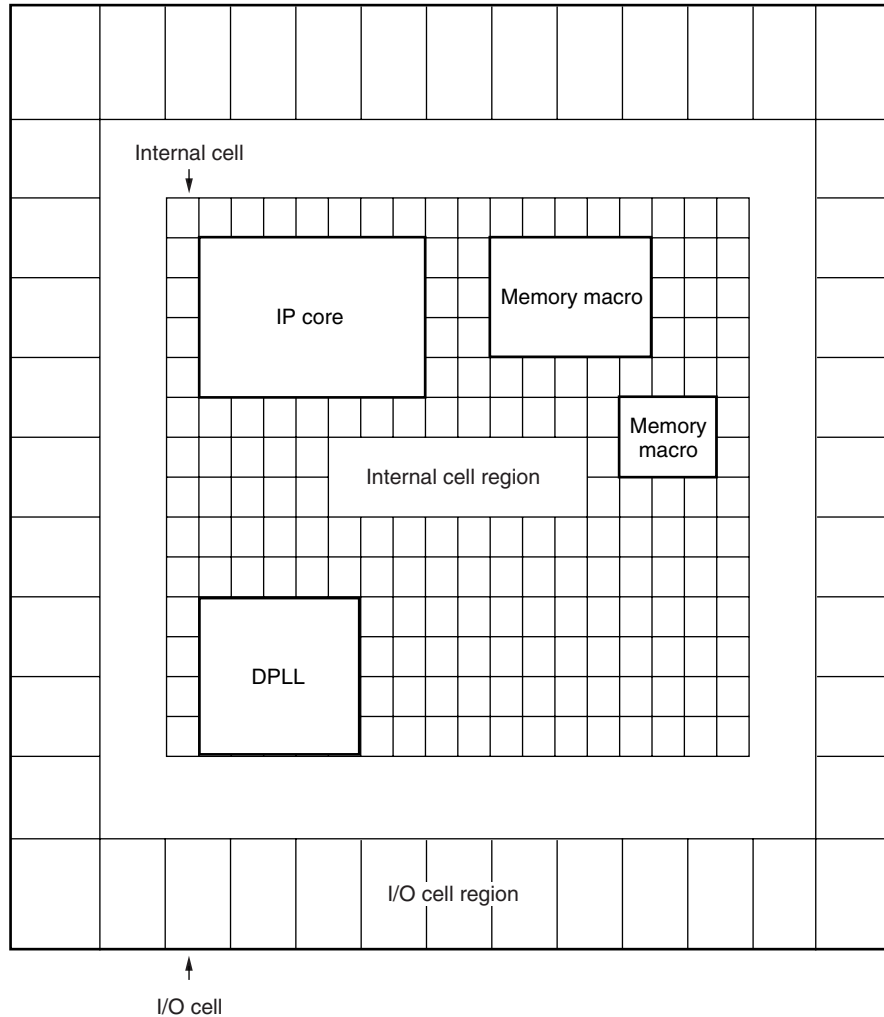 Internal cell
IP core
Memory macro
Memory
macro
Internal cell region
DPLL
I/O cell region
I/O cell